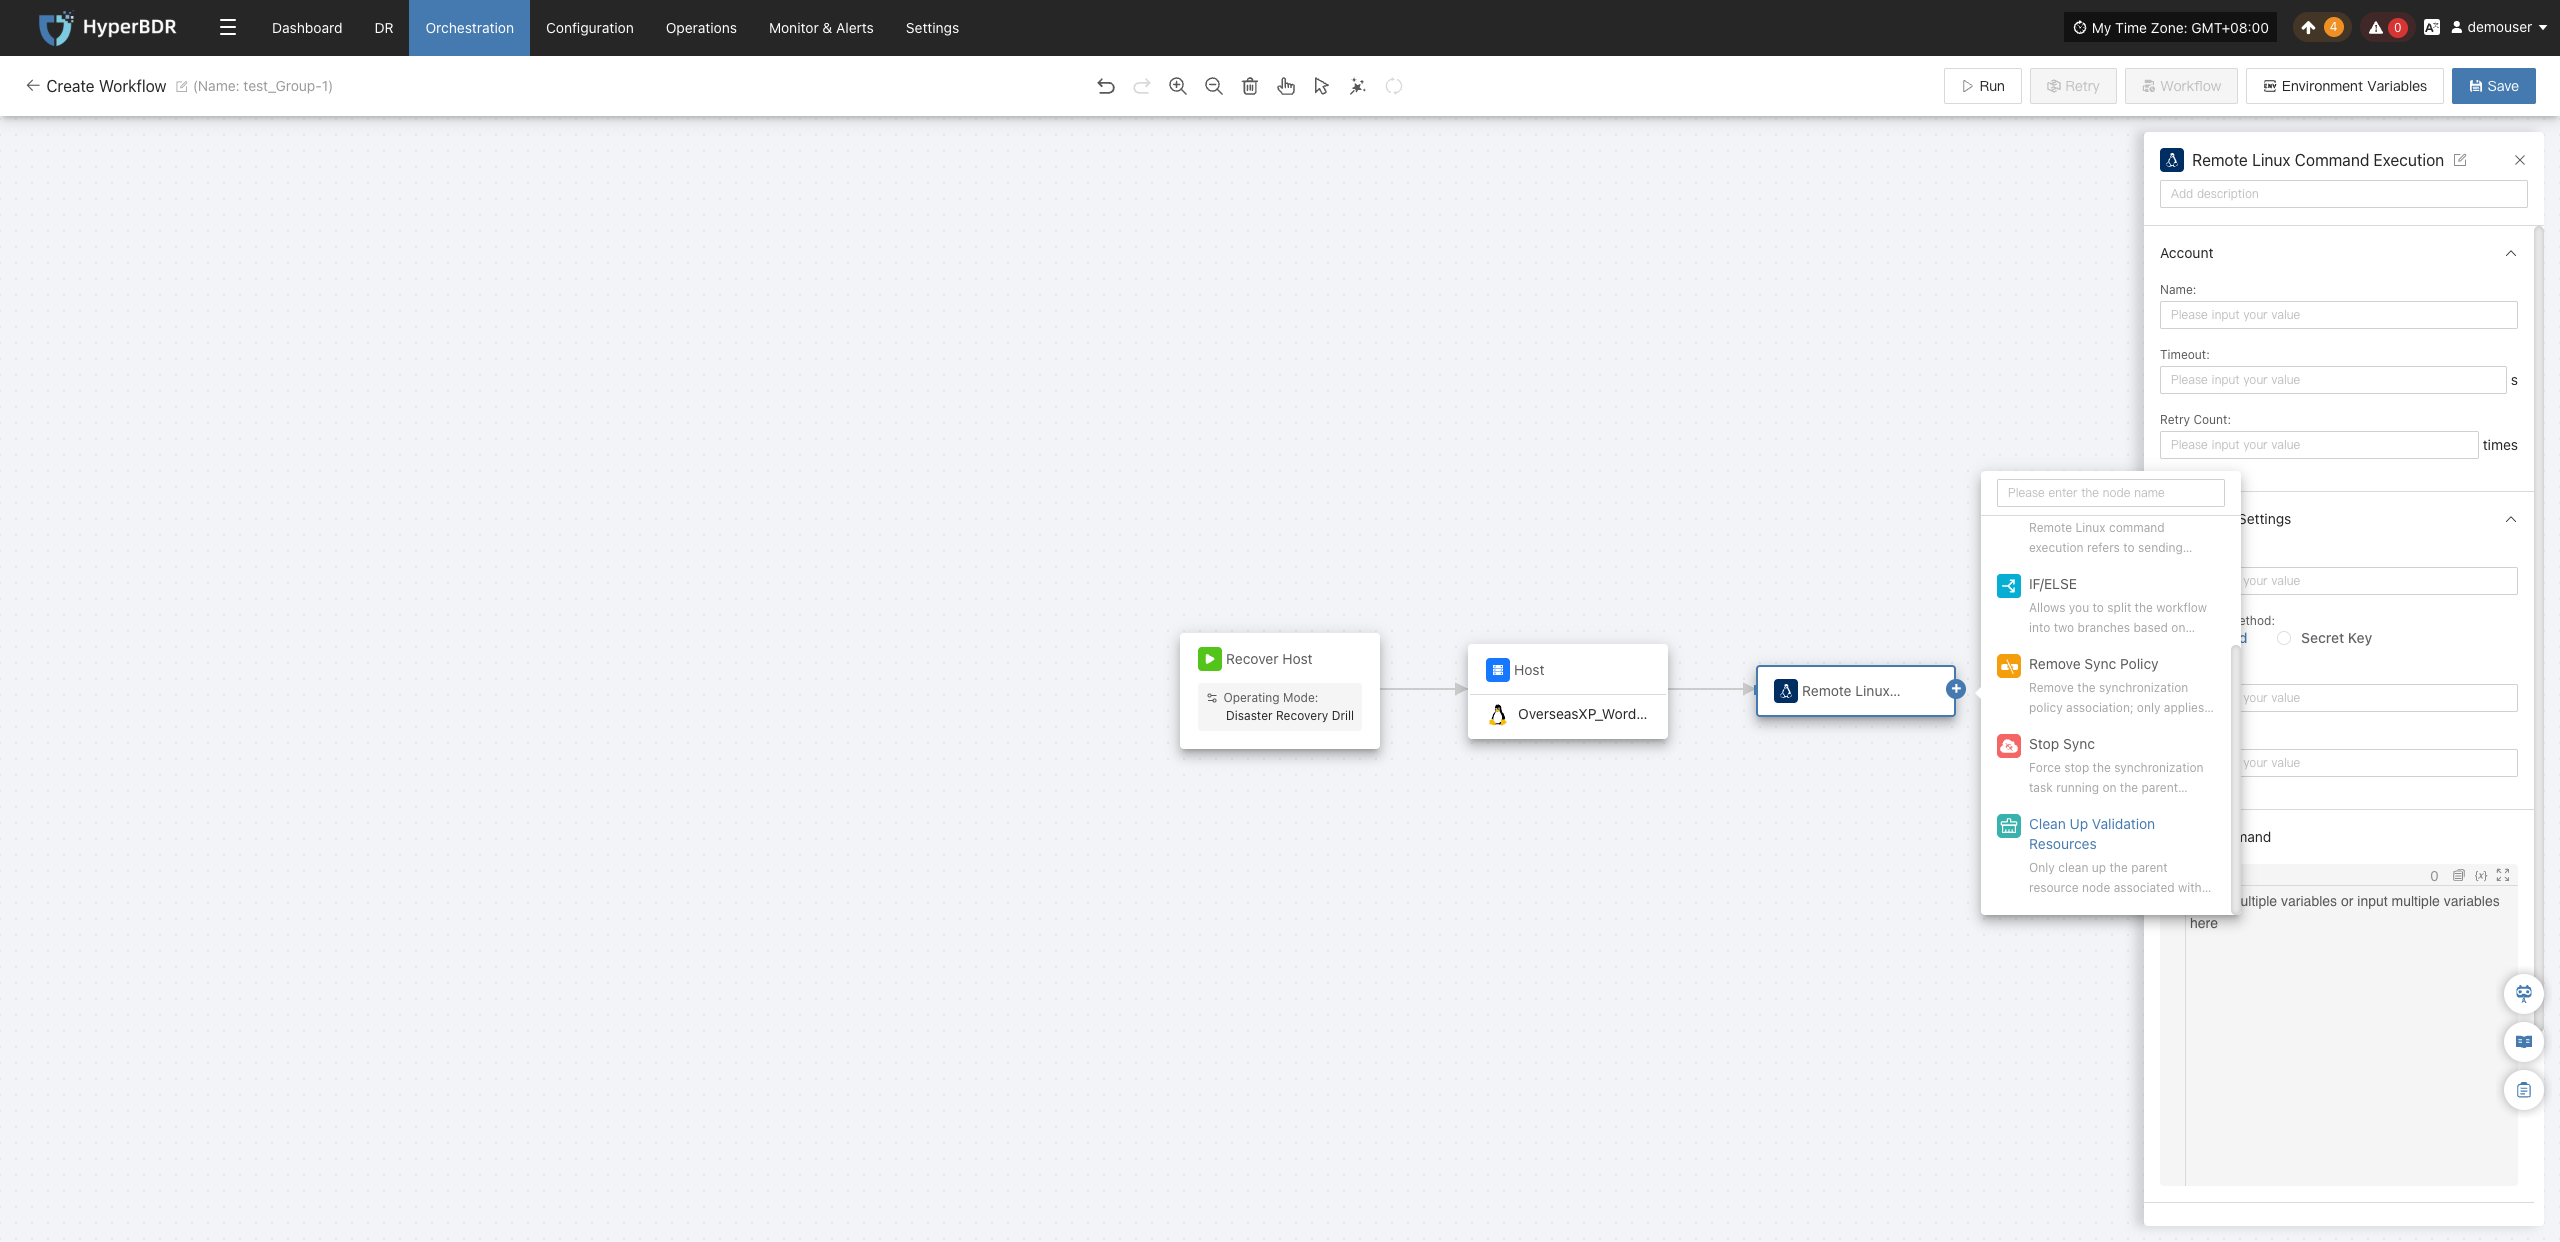 HyperBDR
Dashboard
DR
Orchestration
Configuration
Operations
Monitor & Alerts
Settings
My Time Zone: GMT+08:00
4
0
demouser
Create Workflow
(Name: test_Group-1)
Run
Retry
Workflow
Environment Variables
Save
Remote Linux Command Execution
Add description
Account
Name:
Please input your value
Timeout:
Please input your value
s
Retry Count:
Please input your value
times
Please enter the node name
Remote Linux command
execution refers to sending...
IF/ELSE
Allows you to split the workflow
into two branches based on...
Remove Sync Policy
Remove the synchronization
policy association; only applies...
Stop Sync
Force stop the synchronization
task running on the parent...
Clean Up Validation
Resources
Only clean up the parent
resource node associated with...
Settings
your value
ethod:
d
Secret Key
your value
your value
mand
0
{x}
ultiple variables or input multiple variables
here
Recover Host
Operating Mode:
Disaster Recovery Drill
Host
OverseasXP_Word...
Remote Linux...